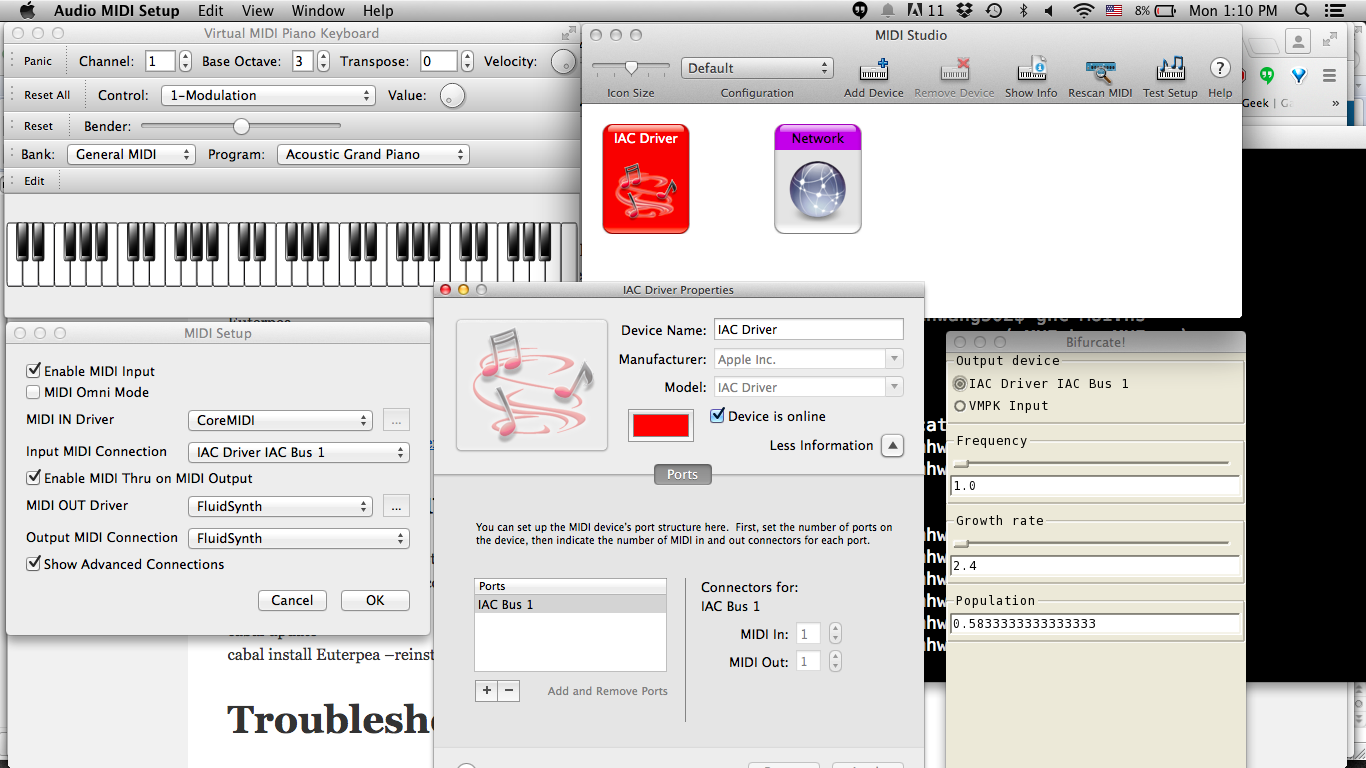 Audio MIDI Setup Edit View Window Help 11 8% Mon 1:10 PM
Virtual MIDI Piano Keyboard
Panic Channel: 1 Base Octave: 3 Transpose: 0 Velocity:
Reset All Control: 1-Modulation Value:
Reset Bender:
Bank: General MIDI Program: Acoustic Grand Piano
Edit
MIDI Studio
Default
Icon Size Configuration Add Device Remove Device Show Info Rescan MIDI Test Setup Help
IAC Driver Network
Geek |
»
MIDI Setup
Enable MIDI Input
MIDI Omni Mode
MIDI IN Driver CoreMIDI ...
Input MIDI Connection IAC Driver IAC Bus 1
Enable MIDI Thru on MIDI Output
MIDI OUT Driver FluidSynth ...
Output MIDI Connection FluidSynth
Show Advanced Connections
Cancel OK
cabal install Euterpea –reinst
Troublesh
IAC Driver Properties
Device Name: IAC Driver
Manufacturer: Apple Inc.
Model: IAC Driver
Device is online
Less Information
Ports
You can set up the MIDI device's port structure here. First, set the number of ports on
the device, then indicate the number of MIDI in and out connectors for each port.
Ports
IAC Bus 1
+ − Add and Remove Ports
Connectors for:
IAC Bus 1
MIDI In: 1
MIDI Out: 1
Bifurcate!
Output device
IAC Driver IAC Bus 1
VMPK Input
Frequency
1.0
Growth rate
2.4
Population
0.5833333333333333